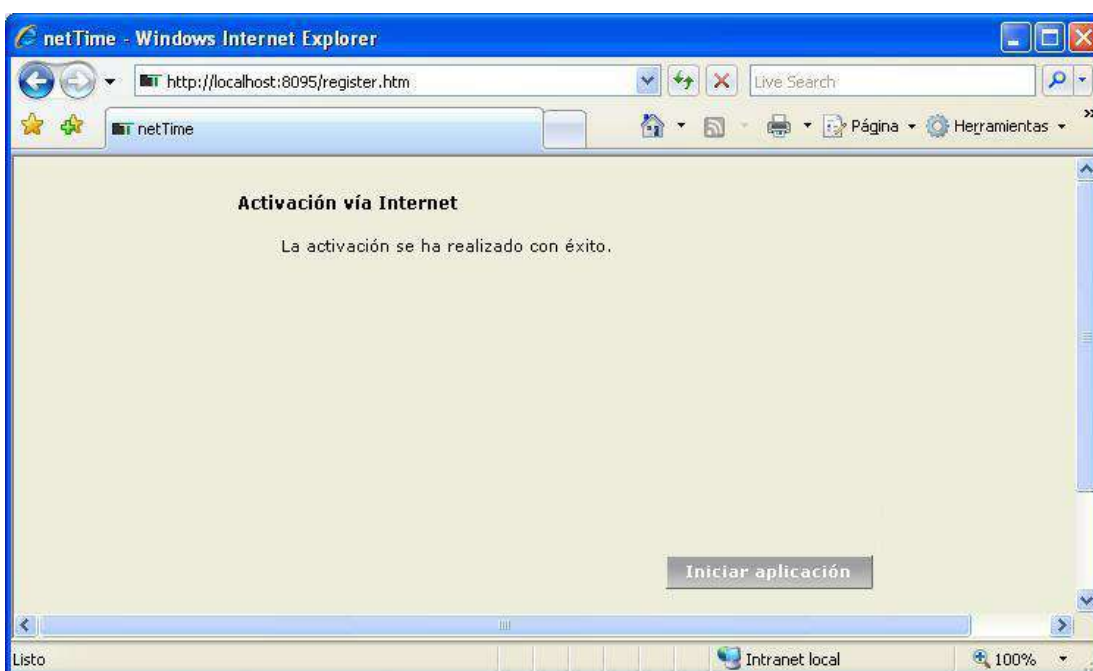 netTime - Windows Internet Explorer
http://localhost:8095/register.htm
Live Search
netTime
Página
Herramientas
Activación vía Internet
La activación se ha realizado con éxito.
Iniciar aplicación
Listo
Intranet local
100%